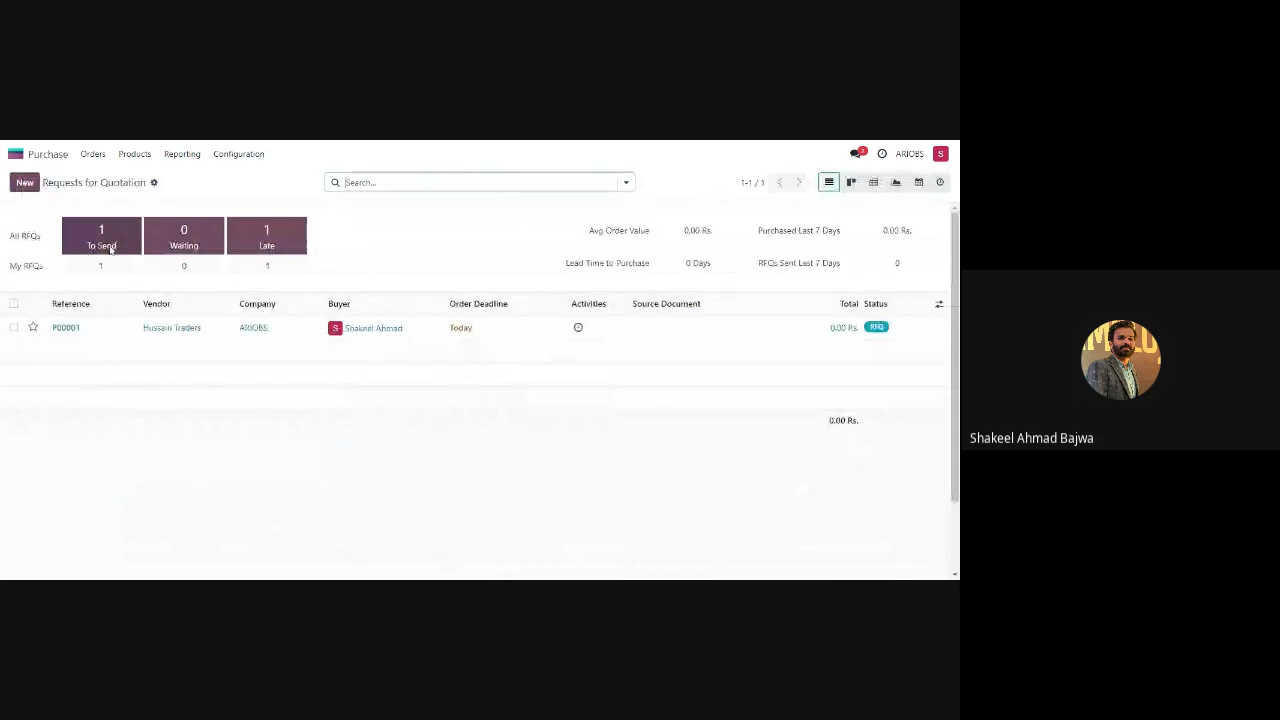 Purchase Orders Products Reporting Configuration 2 ARIOBS S
New Requests for Quotation Search... 1-1 / 1
All RFQs 1 To Send 0 Waiting 1 Late Avg Order Value 0.00 Rs. Purchased Last 7 Days 0.00 Rs.
My RFQs 1 0 1 Lead Time to Purchase 0 Days RFQs Sent Last 7 Days 0
Reference Vendor Company Buyer Order Deadline Activities Source Document Total Status
P00001 Hussain Traders ARIOBS S Shakeel Ahmad Today 0.00 Rs. RFQ
0.00 Rs.
Shakeel Ahmad Bajwa